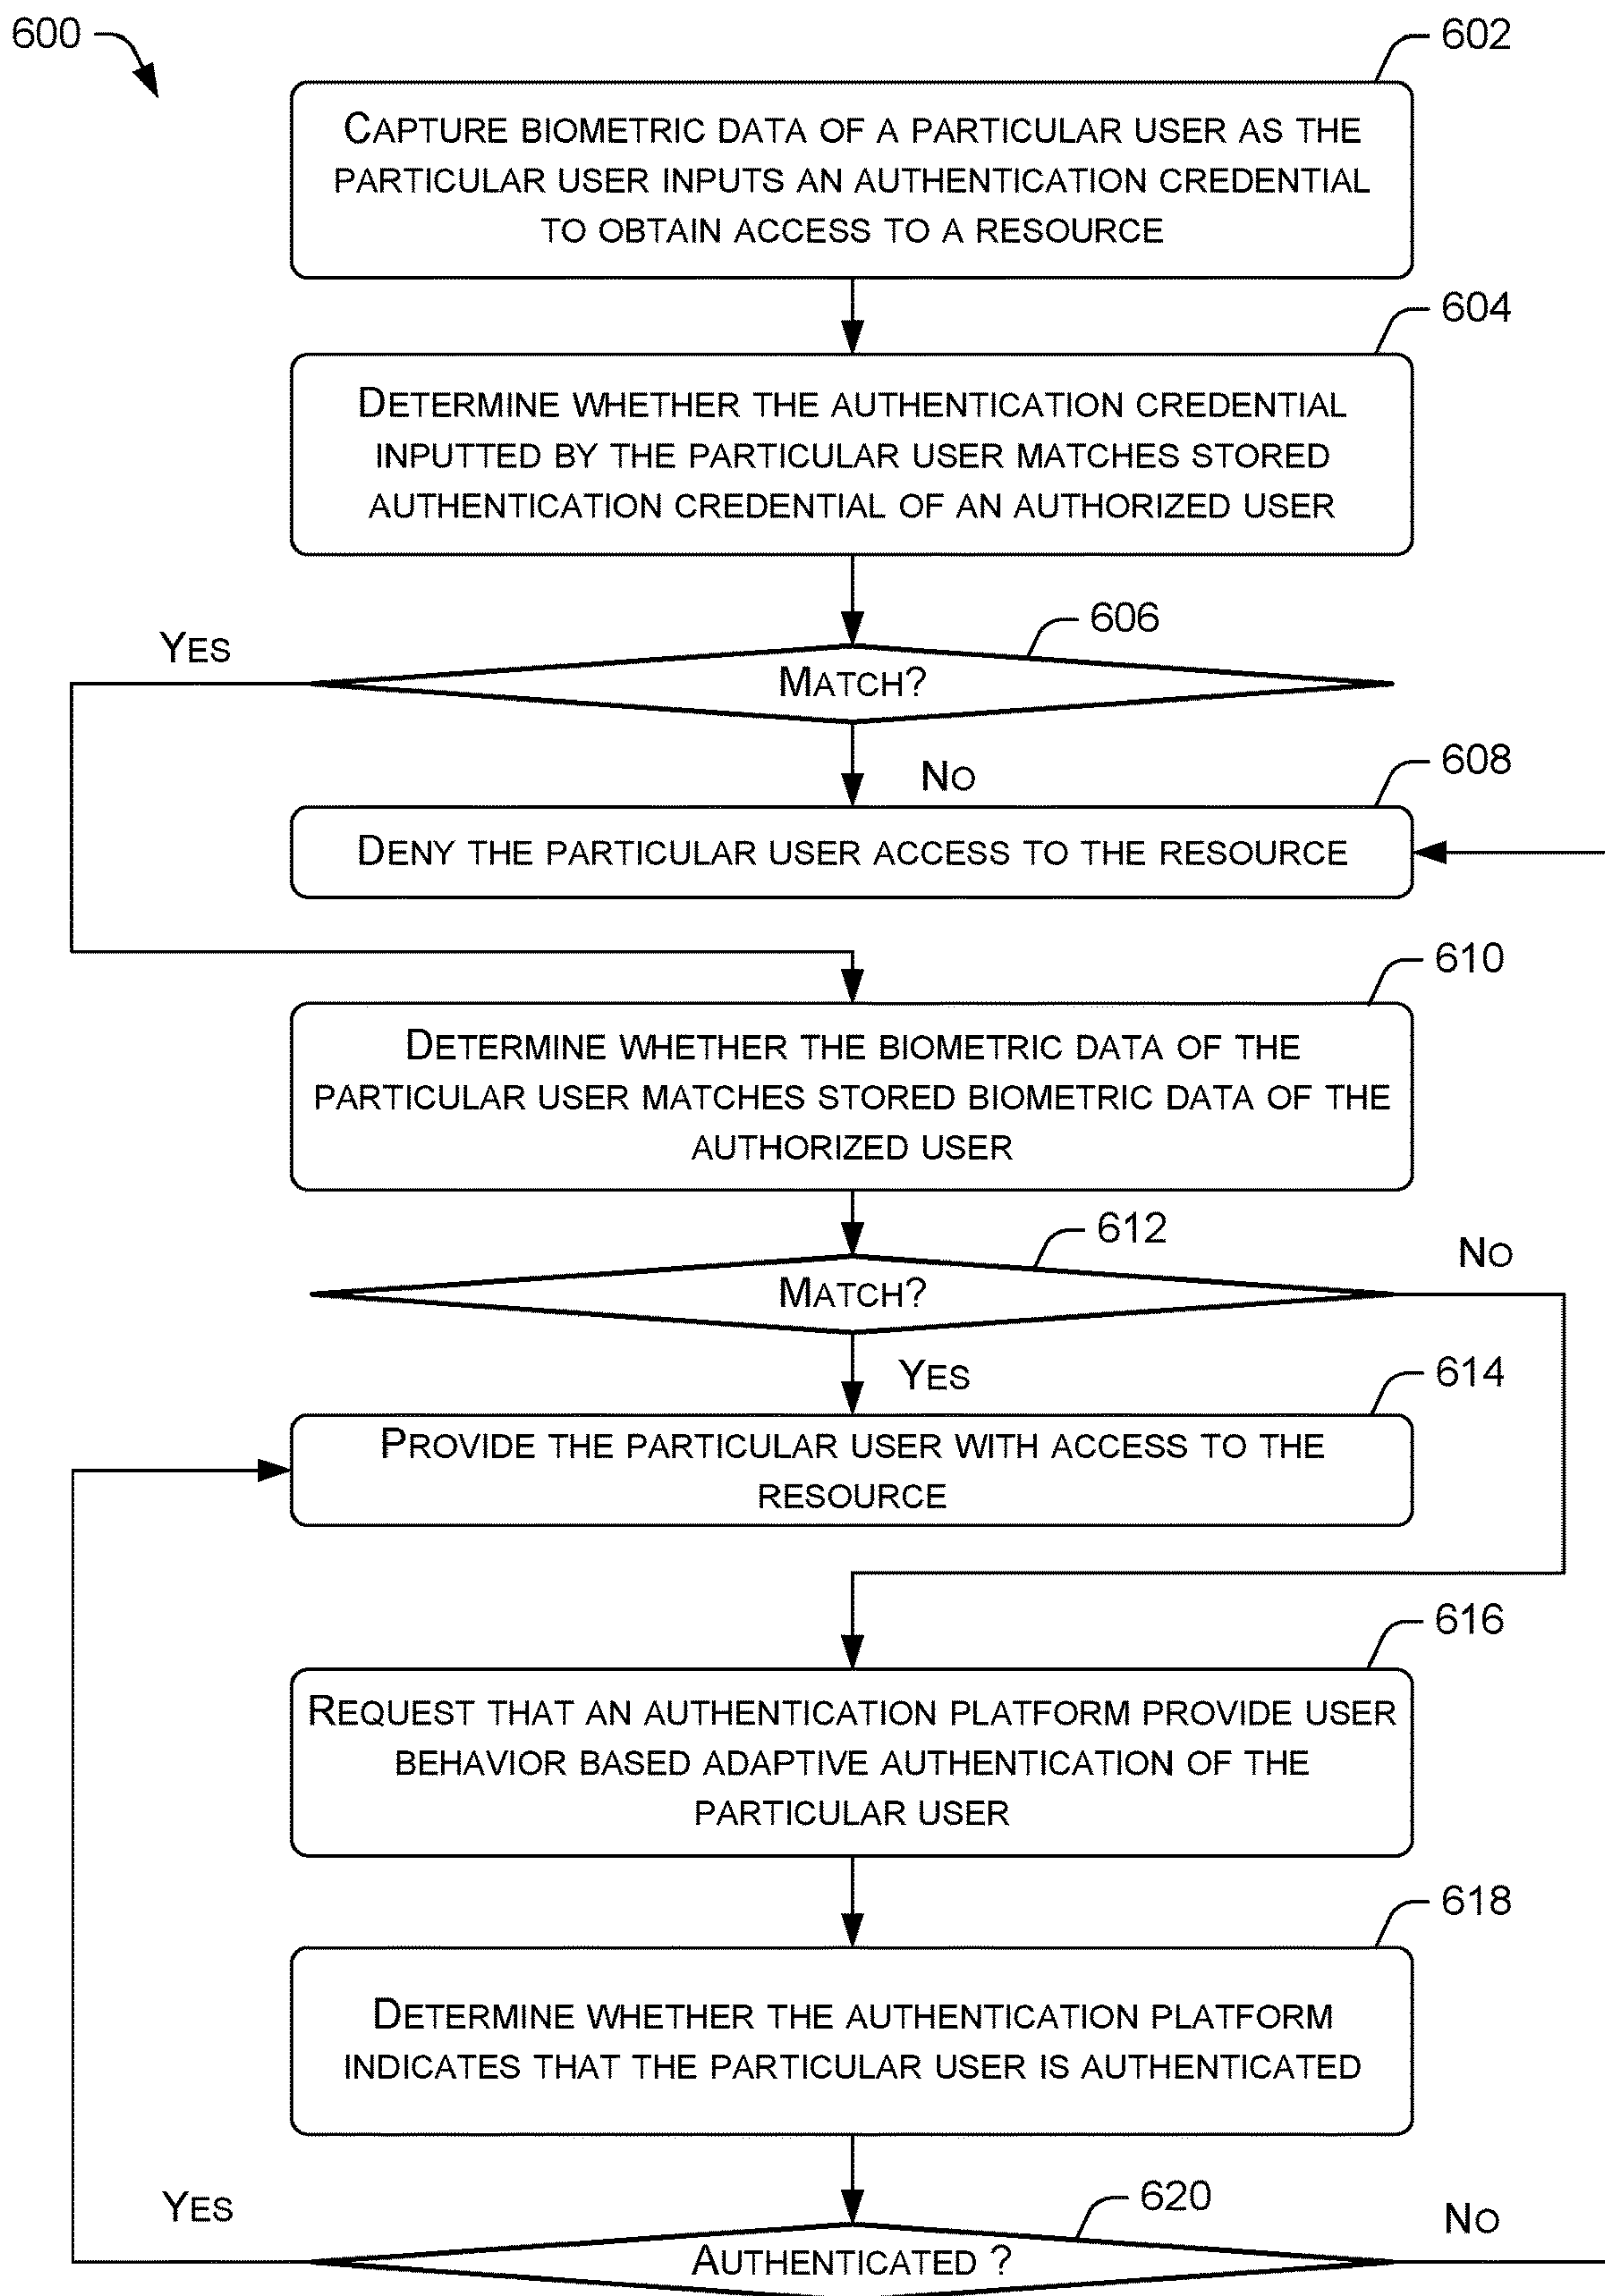 600
602
CAPTURE BIOMETRIC DATA OF A PARTICULAR USER AS THE
PARTICULAR USER INPUTS AN AUTHENTICATION CREDENTIAL
TO OBTAIN ACCESS TO A RESOURCE
604
DETERMINE WHETHER THE AUTHENTICATION CREDENTIAL
INPUTTED BY THE PARTICULAR USER MATCHES STORED
AUTHENTICATION CREDENTIAL OF AN AUTHORIZED USER
606
YES
MATCH?
NO
608
DENY THE PARTICULAR USER ACCESS TO THE RESOURCE
610
DETERMINE WHETHER THE BIOMETRIC DATA OF THE
PARTICULAR USER MATCHES STORED BIOMETRIC DATA OF THE
AUTHORIZED USER
612
NO
MATCH?
YES
614
PROVIDE THE PARTICULAR USER WITH ACCESS TO THE
RESOURCE
616
REQUEST THAT AN AUTHENTICATION PLATFORM PROVIDE USER
BEHAVIOR BASED ADAPTIVE AUTHENTICATION OF THE
PARTICULAR USER
618
DETERMINE WHETHER THE AUTHENTICATION PLATFORM
INDICATES THAT THE PARTICULAR USER IS AUTHENTICATED
620
YES
NO
AUTHENTICATED ?